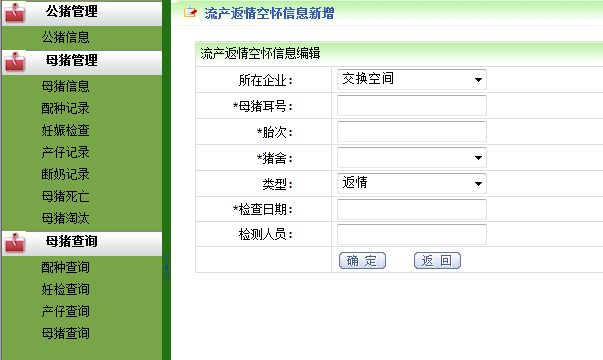 公猪管理
公猪信息
母猪管理
母猪信息
配种记录
妊娠检查
产仔记录
断奶记录
母猪死亡
母猪淘汰
母猪查询
配种查询
妊检查询
产仔查询
母猪查询
流产返情空怀信息新增
流产返情空怀信息编辑
所在企业： 交换空间
*母猪耳号：
*胎次：
*猪舍：
类型： 返情
*检查日期：
检测人员：
确 定 返 回